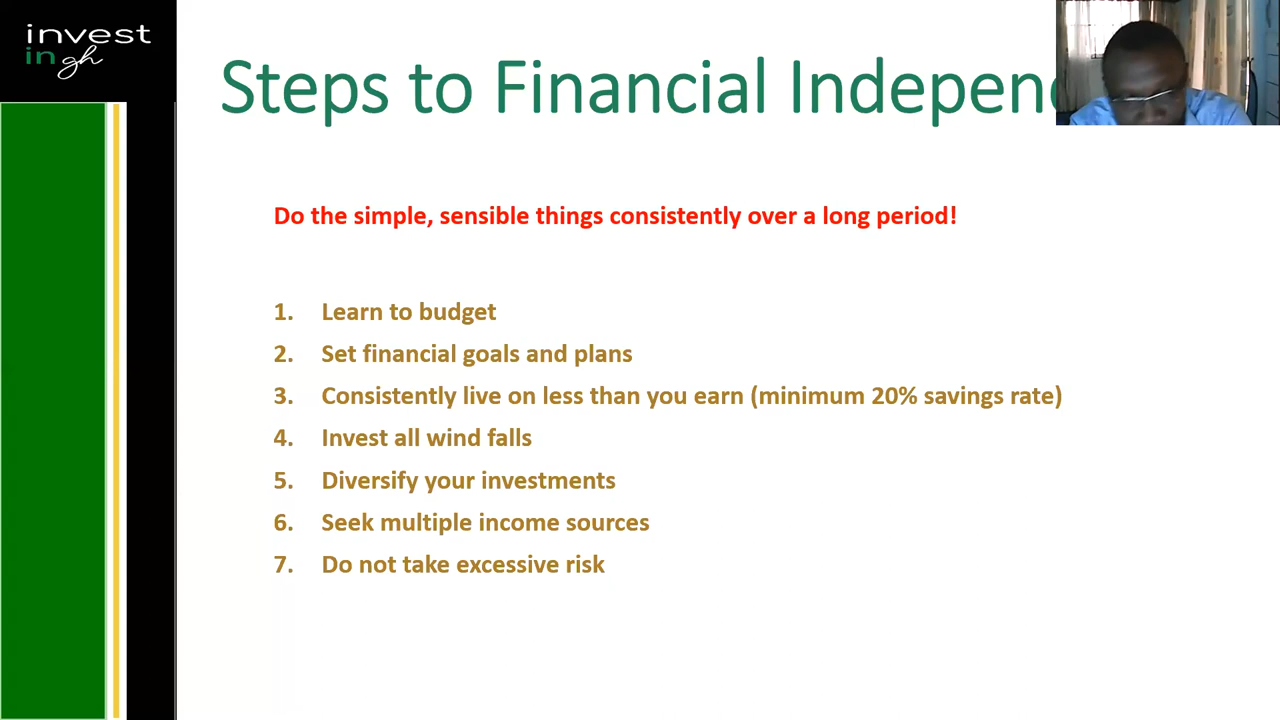 invest
in gh
Steps to Financial Indepen
Do the simple, sensible things consistently over a long period!
1. Learn to budget
2. Set financial goals and plans
3. Consistently live on less than you earn (minimum 20% savings rate)
4. Invest all wind falls
5. Diversify your investments
6. Seek multiple income sources
7. Do not take excessive risk